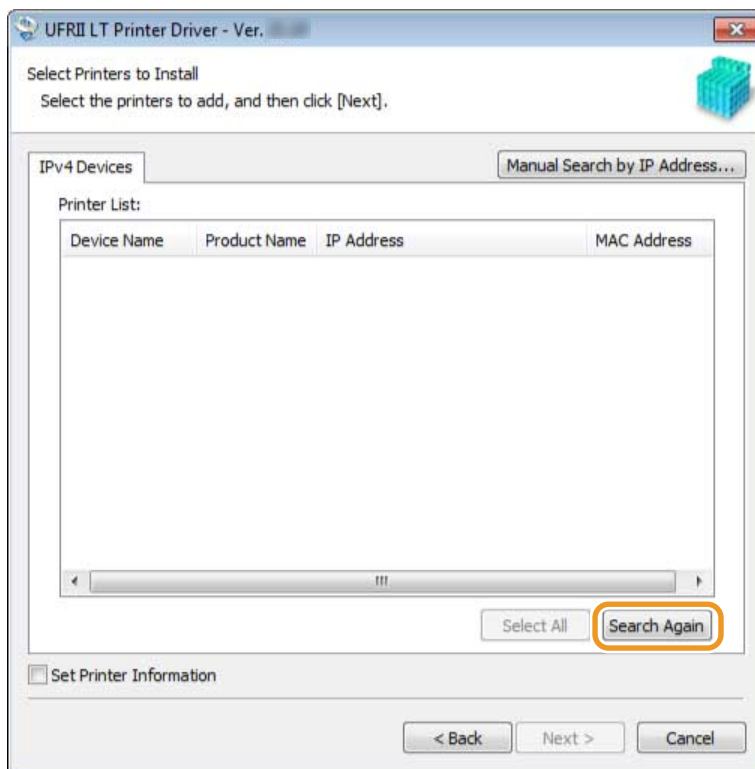 UFRII LT Printer Driver - Ver.
Select Printers to Install
Select the printers to add, and then click [Next].
IPv4 Devices
Manual Search by IP Address...
Printer List:
Device Name Product Name IP Address MAC Address
Select All Search Again
Set Printer Information
< Back Next > Cancel